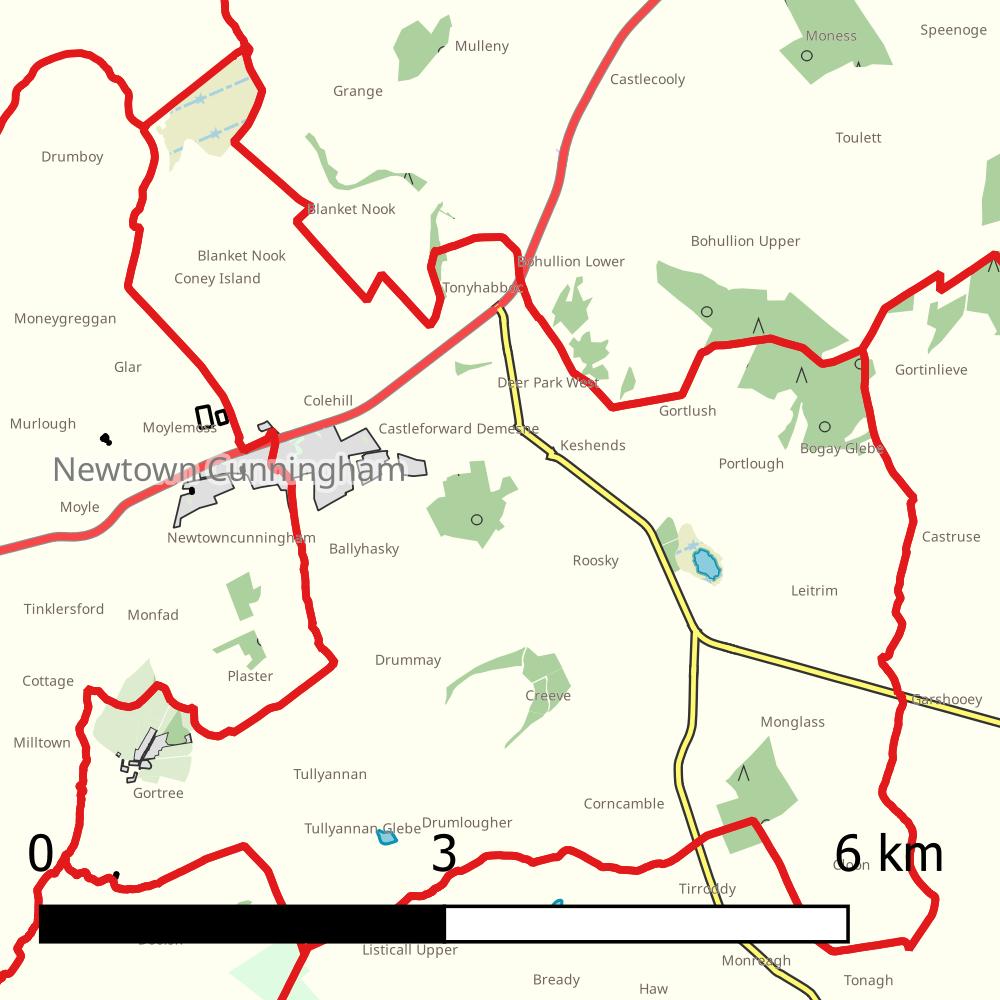 Speenoge
Moness
Mulleny
Castlecooly
Grange
Toulett
Drumboy
Blanket Nook
Bohullion Upper
Blanket Nook
Bohullion Lower
Coney Island
Moneygreggan
Glar
Deer Park West
Gortinlieve
Colehill
Gortlush
Murlough
Moylemoss
Castleforward Demesne
Keshends
Bogay Glebe
Portlough
Newtown Cunningham
Moyle
Newtowncunningham
Castruse
Ballyhasky
Roosky
Leitrim
Tinklersford
Monfad
Drummay
Plaster
Cottage
Creeve
Garshooey
Monglass
Milltown
Tullyannan
Gortree
Corncamble
Drumlougher
Tullyannan Glebe
0
3
6 km
Tirroddy
Listicall Upper
Monreagh
Bready
Tonagh
Haw